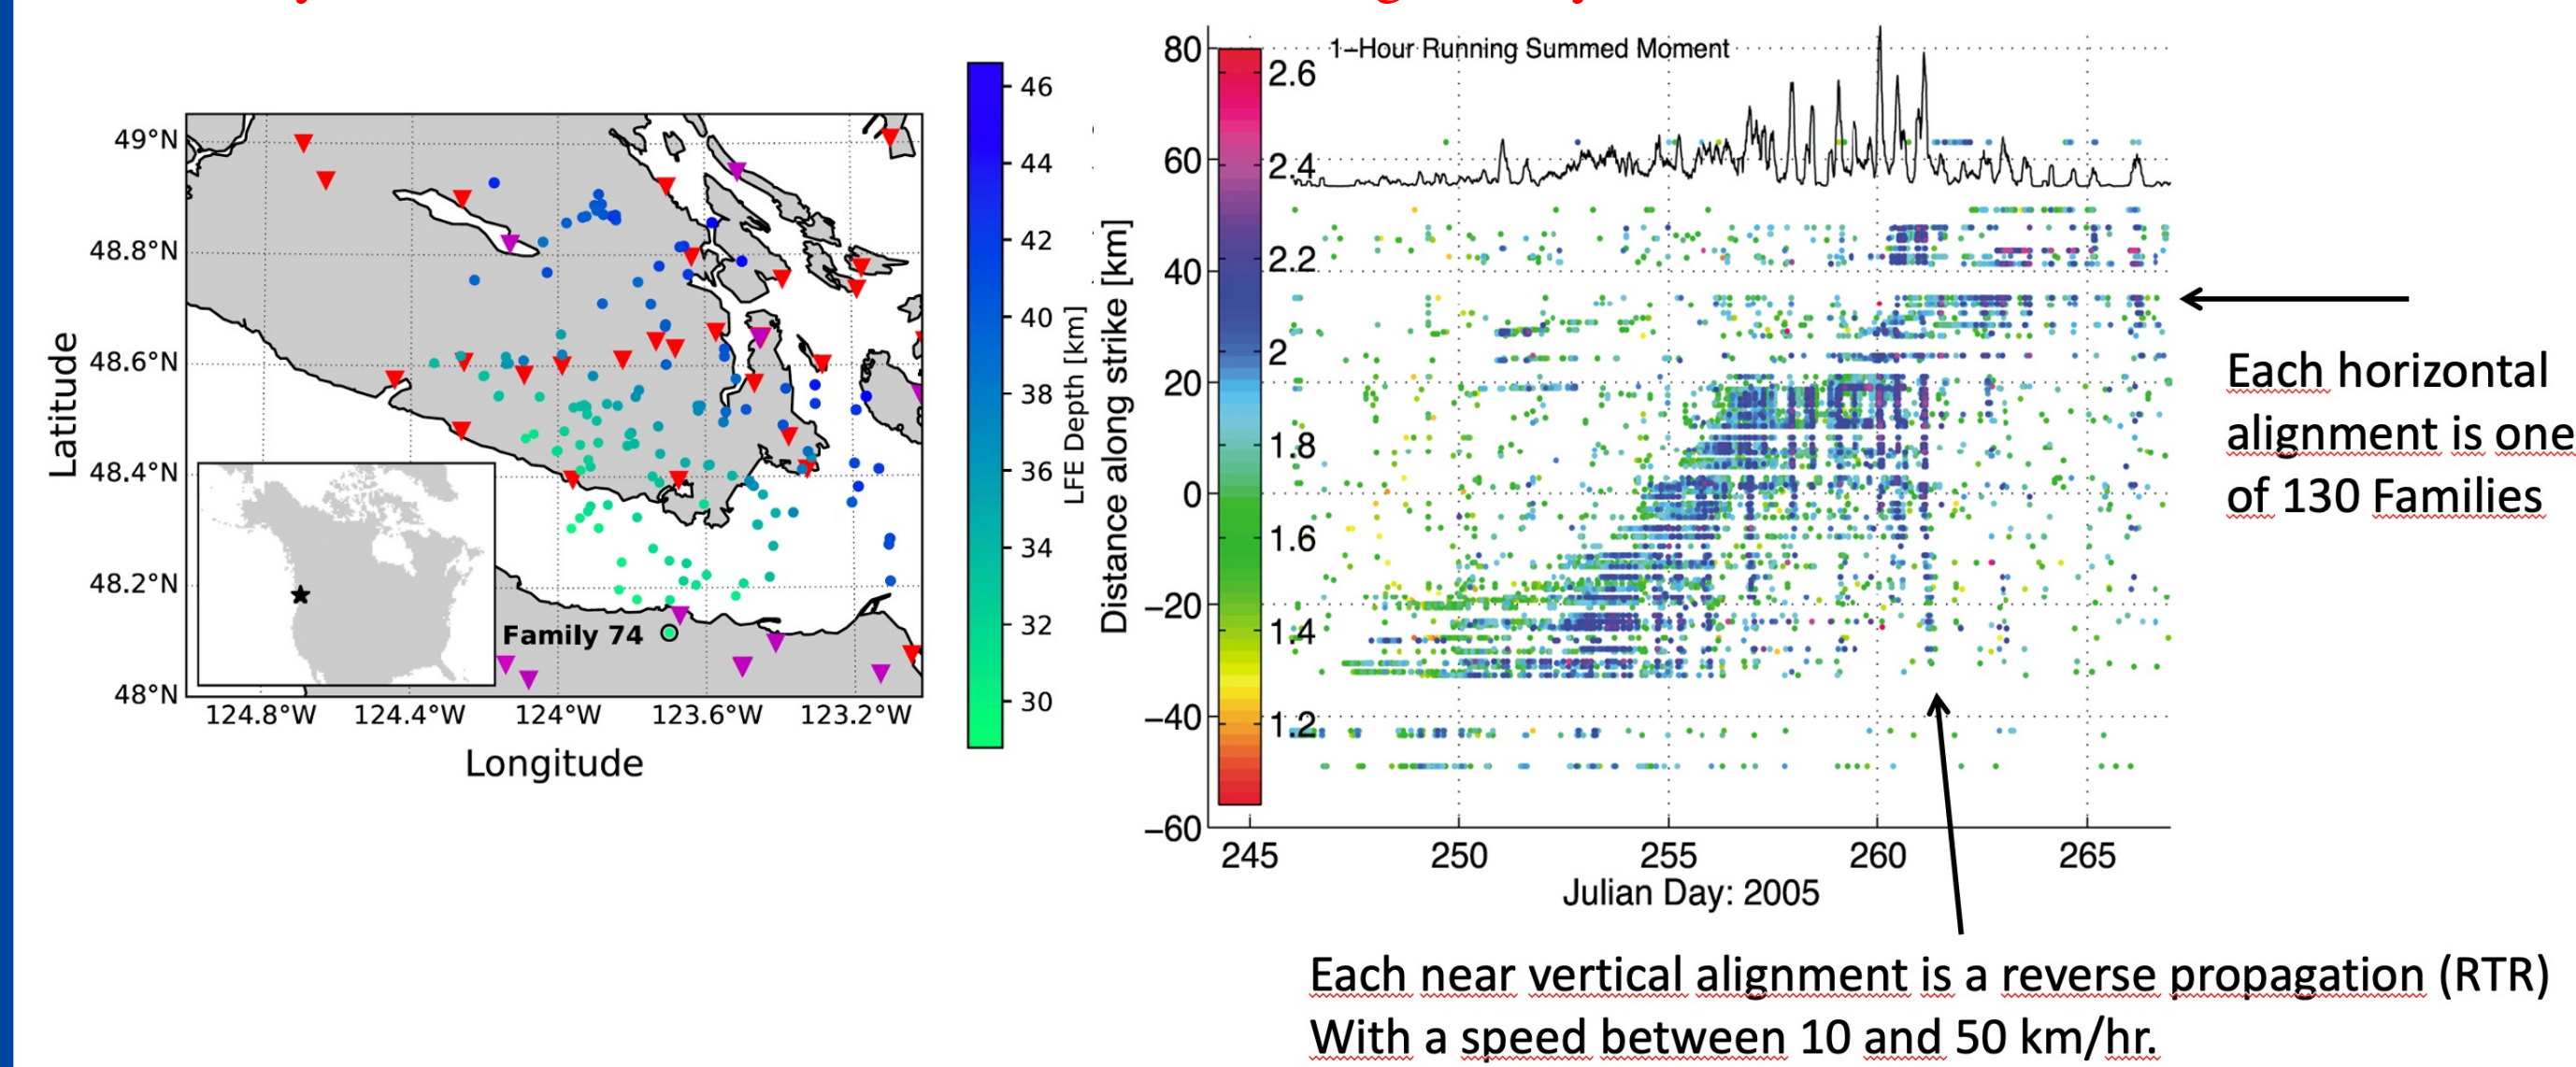 49°N
48.8°N
48.6°N
48.4°N
48.2°N
48°N
Latitude
124.8°W 124.4°W 124°W 123.6°W 123.2°W
Longitude
Family 74
46
44
42
40
38
36
34
32
30
LFE Depth [km]
1-Hour Running Summed Moment
80
60
40
20
0
-20
-40
-60
Distance along strike [km]
2.6
2.4
2.2
2
1.8
1.6
1.4
1.2
245 250 255 260 265
Julian Day: 2005
Each horizontal
alignment is one
of 130 Families
Each near vertical alignment is a reverse propagation (RTR)
With a speed between 10 and 50 km/hr.